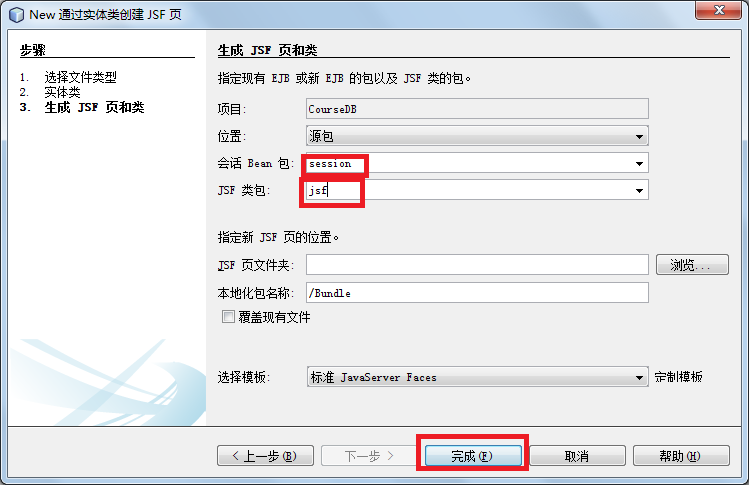 New 通过实体类创建 JSF 页
步骤
1. 选择文件类型
2. 实体类
3. 生成 JSF 页和类
生成 JSF 页和类
指定现有 EJB 或新 EJB 的包以及 JSF 类的包。
项目: CourseDB
位置: 源包
会话 Bean 包: session
JSF 类包: jsf
指定新 JSF 页的位置。
JSF 页文件夹: 浏览...
本地化包名称: /Bundle
覆盖现有文件
选择模板: 标准 JavaServer Faces 定制模板
< 上一步(B) 下一步 > 完成(F) 取消 帮助(H)